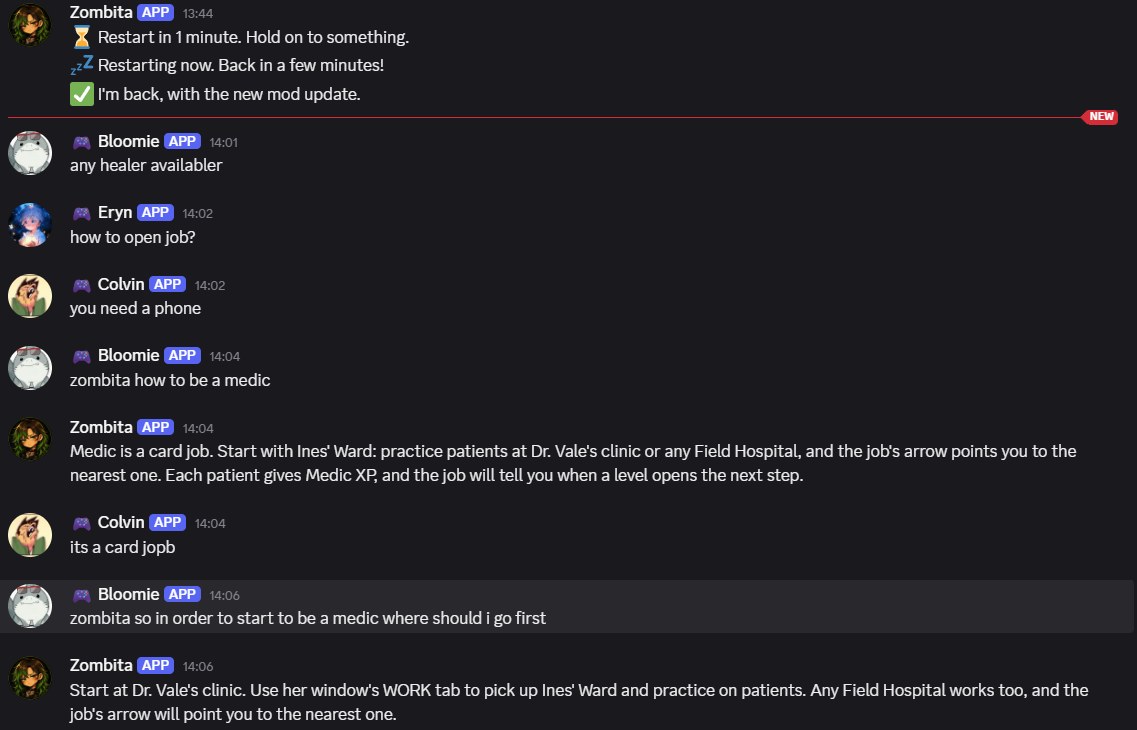 Zombita APP 13:44
⏳ Restart in 1 minute. Hold on to something.
💤 Restarting now. Back in a few minutes!
✅ I'm back, with the new mod update.
NEW
🎮 Bloomie APP 14:01
any healer availabler
🎮 Eryn APP 14:02
how to open job?
🎮 Colvin APP 14:02
you need a phone
🎮 Bloomie APP 14:04
zombita how to be a medic
Zombita APP 14:04
Medic is a card job. Start with Ines' Ward: practice patients at Dr. Vale's clinic or any Field Hospital, and the job's arrow points you to the
nearest one. Each patient gives Medic XP, and the job will tell you when a level opens the next step.
🎮 Colvin APP 14:04
its a card jopb
🎮 Bloomie APP 14:06
zombita so in order to start to be a medic where should i go first
Zombita APP 14:06
Start at Dr. Vale's clinic. Use her window's WORK tab to pick up Ines' Ward and practice on patients. Any Field Hospital works too, and the
job's arrow will point you to the nearest one.